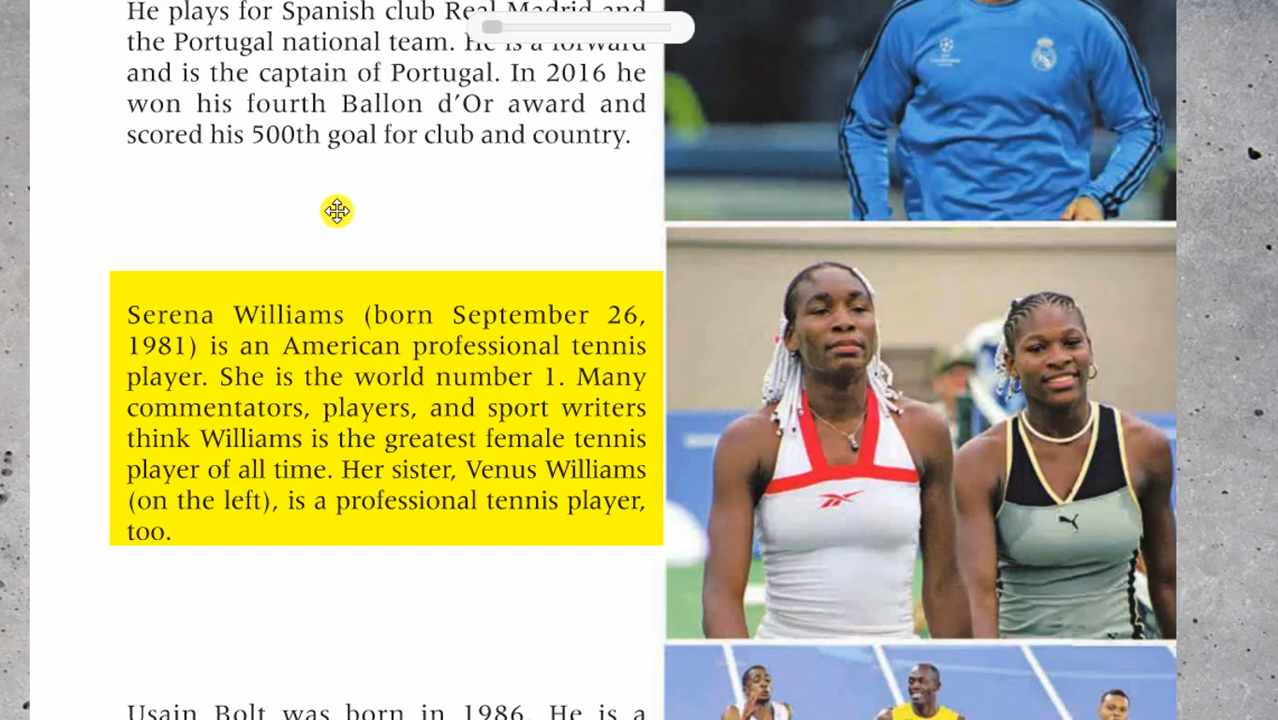 He plays for Spanish club Real Madrid and
the Portugal national team. He is a forward
and is the captain of Portugal. In 2016 he
won his fourth Ballon d’Or award and
scored his 500th goal for club and country.
Serena Williams (born September 26,
1981) is an American professional tennis
player. She is the world number 1. Many
commentators, players, and sport writers
think Williams is the greatest female tennis
player of all time. Her sister, Venus Williams
(on the left), is a professional tennis player,
too.
Usain Bolt was born in 1986. He is a